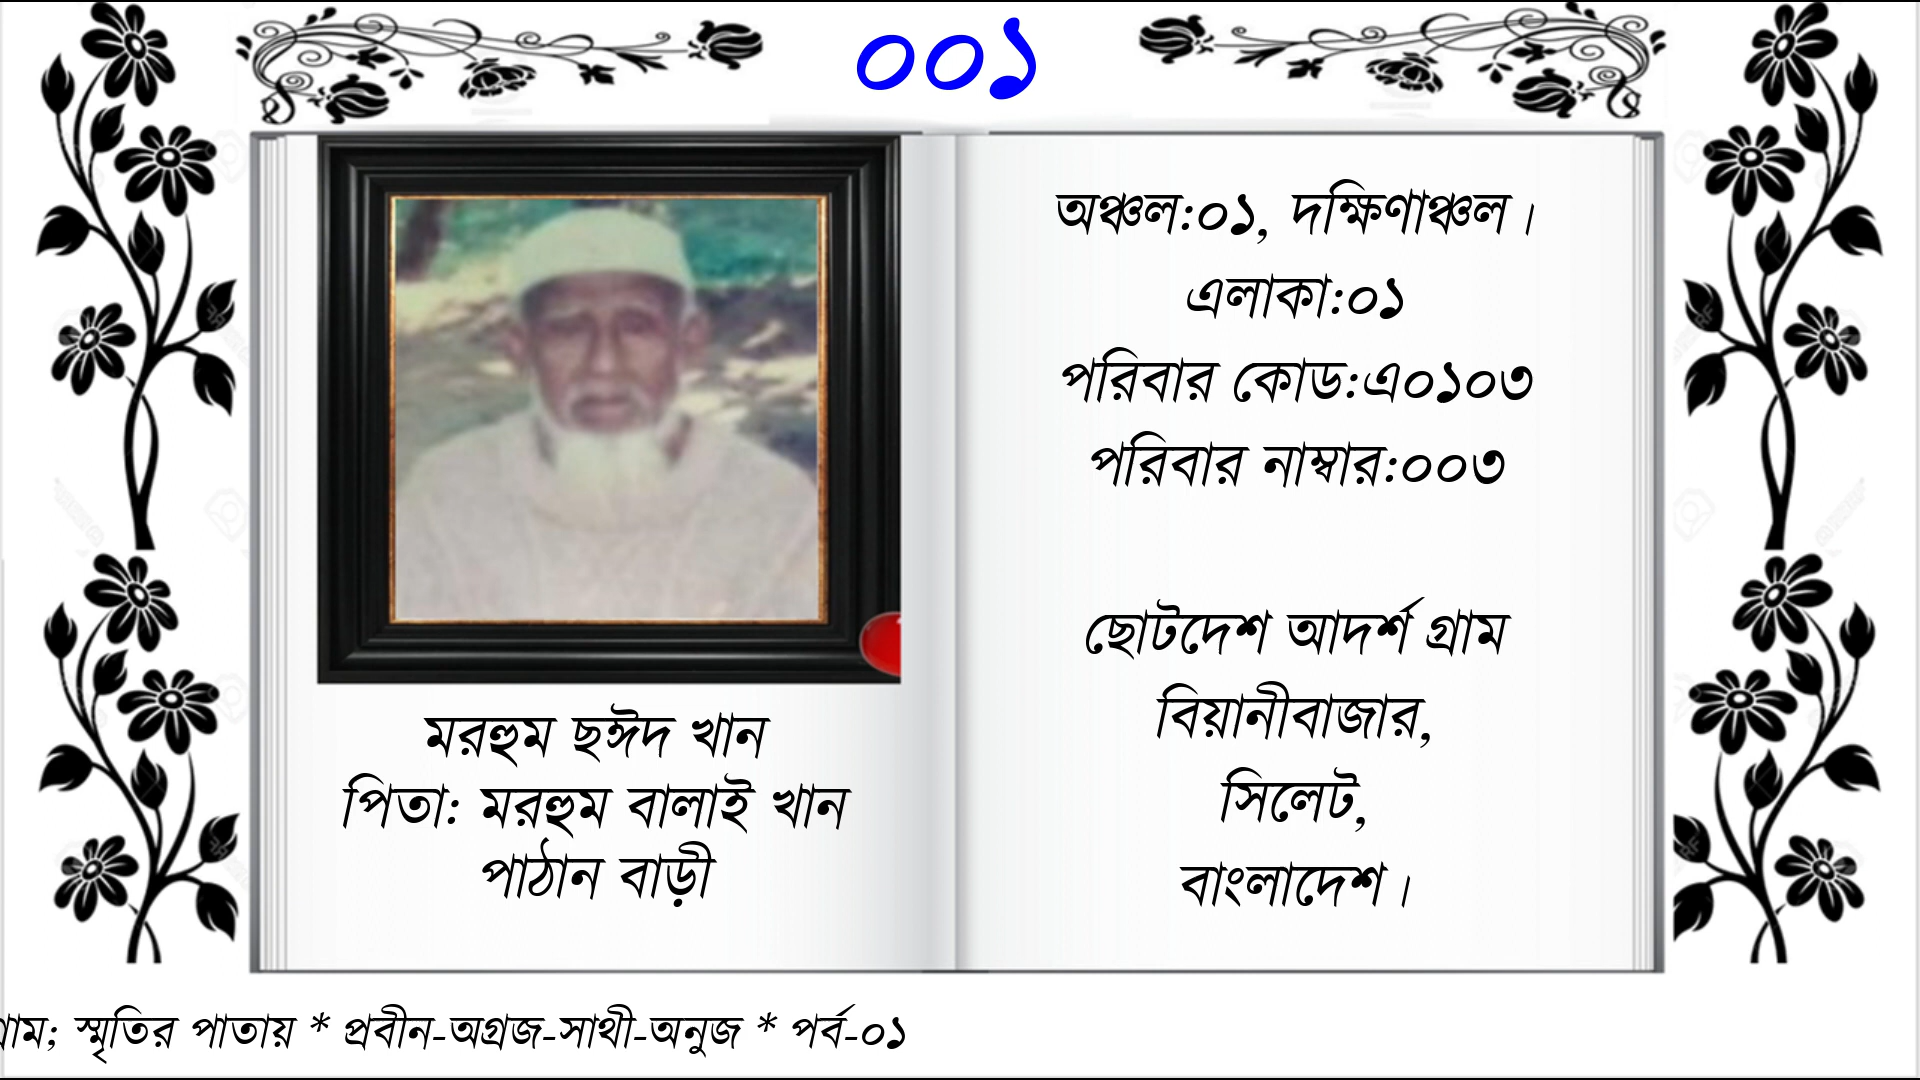 ০০১
মরহুম ছঈদ খান
পিতা: মরহুম বালাই খান
পাঠান বাড়ী
অঞ্চল:০১, দক্ষিণাঞ্চল।
এলাকা:০১
পরিবার কোড:এ০১০৩
পরিবার নাম্বার:০০৩
ছোটদেশ আদর্শ গ্রাম
বিয়ানীবাজার,
সিলেট,
বাংলাদেশ।
স্মৃতির পাতায় * প্রবীন-অগ্রজ-সাথী-অনুজ * পর্ব-০১